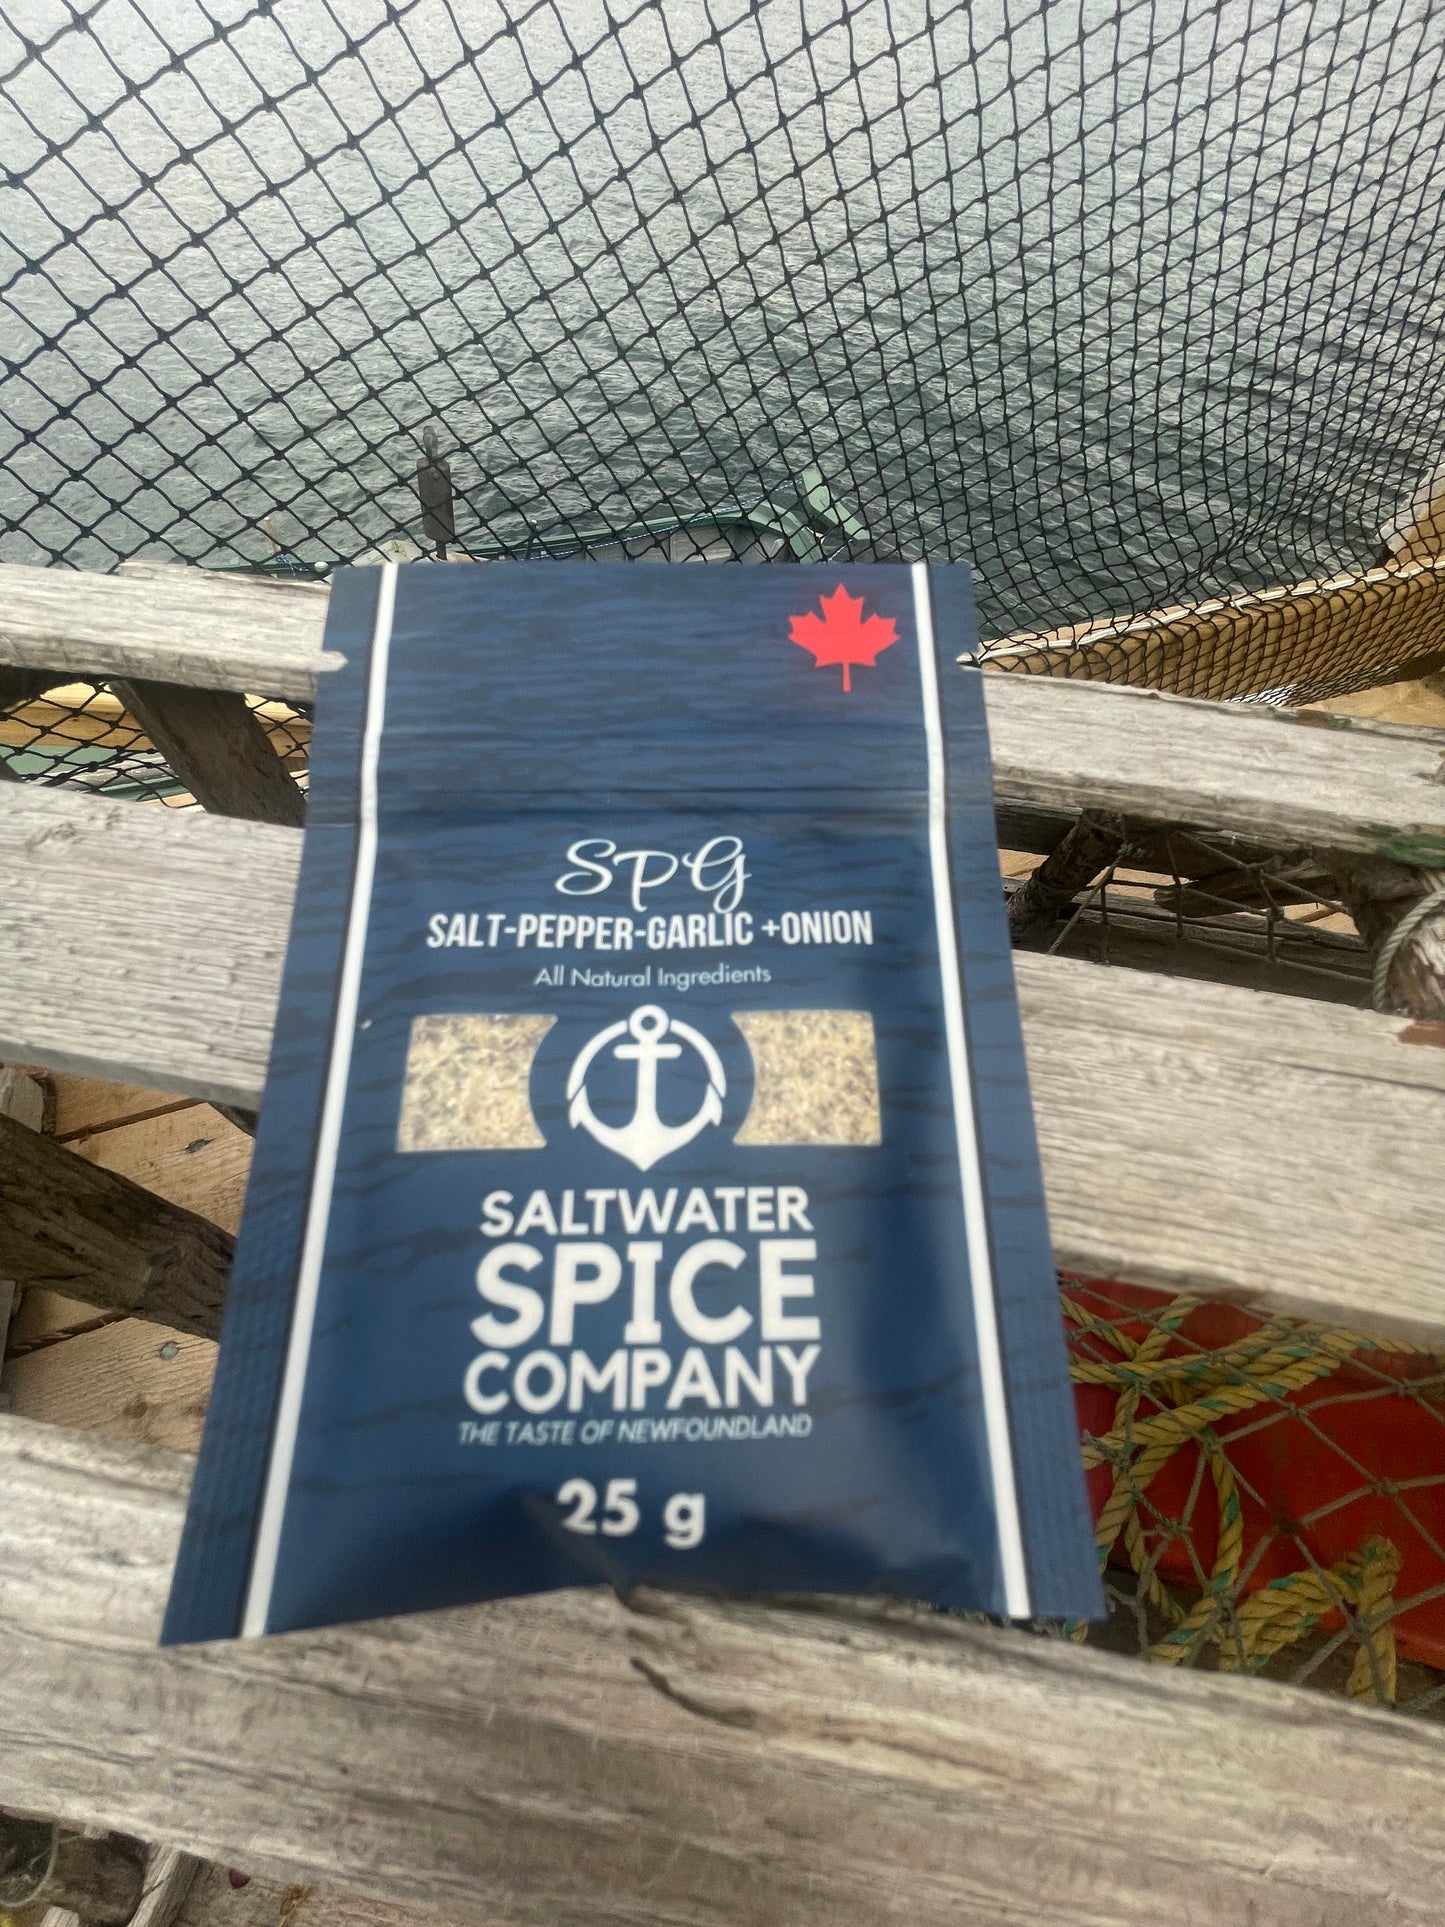 SPG
SALT-PEPPER-GARLIC +ONION
All Natural Ingredients
SALTWATER
SPICE
COMPANY
THE TASTE OF NEWFOUNDLAND
25 g